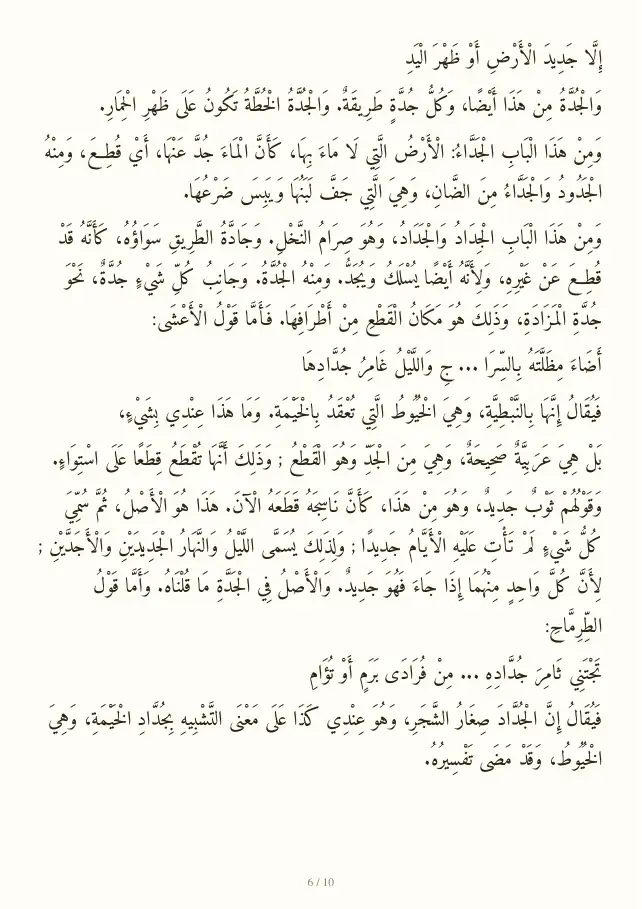 إِلَّا جَدِيدَ الْأَرْضِ أَوْ ظَهْرَ الْيَدِ
وَالْجُدَّةُ مِنْ هَذَا أَيْضًا، وَكُلُّ جُدَّةٍ طَرِيقَةٌ. وَالْجُدَّةُ الْخُطَّةُ تَكُونُ عَلَى ظَهْرِ الْحِمَارِ.
وَمِنْ هَذَا الْبَابِ الْجَدَّاءُ: الْأَرْضُ الَّتِي لَا مَاءَ بِهَا، كَأَنَّ الْمَاءَ جُدَّ عَنْهَا، أَيْ قُطِعَ، وَمِنْهُ
الْجَدُودُ وَالْجَدَّاءُ مِنَ الضَّانِ، وَهِيَ الَّتِي جَفَّ لَبَنُهَا وَيَبِسَ ضَرْعُهَا.
وَمِنْ هَذَا الْبَابِ الْجِدَادُ وَالْجَدَادُ، وَهُوَ صِرَامُ النَّخْلِ. وَجَادَّةُ الطَّرِيقِ سَوَاؤُهُ، كَأَنَّهُ قَدْ
قُطِعَ عَنْ غَيْرِهِ، وَلِأَنَّهُ أَيْضًا يُسْلَكُ وَيُجَدُّ. وَمِنْهُ الْجُدَّةُ. وَجَانِبُ كُلِّ شَيْءٍ جُدَّةٌ، نَحْوَ
جُدَّةِ الْمَزَادَةِ، وَذَلِكَ هُوَ مَكَانُ الْقَطْعِ مِنْ أَطْرَافِهَا. فَأَمَّا قَوْلُ الْأَعْشَى:
أَضَاءَ مِظَلَّتَهُ بِالسِّرَا ... جِ وَاللَّيْلُ غَامِرُ جُدَّادِهَا
فَيُقَالُ إِنَّهَا بِالنَّبْطِيَّةِ، وَهِيَ الْخُيُوطُ الَّتِي تُعْقَدُ بِالْخَيْمَةِ. وَمَا هَذَا عِنْدِي بِشَيْءٍ،
بَلْ هِيَ عَرَبِيَّةٌ صَحِيحَةٌ، وَهِيَ مِنَ الْجَدِّ وَهُوَ الْقَطْعُ ; وَذَلِكَ أَنَّهَا تُقْطَعُ قِطَعًا عَلَى اسْتِوَاءٍ.
وَقَوْلُهُمْ ثَوْبٌ جَدِيدٌ، وَهُوَ مِنْ هَذَا، كَأَنَّ نَاسِجَهُ قَطَعَهُ الْآنَ. هَذَا هُوَ الْأَصْلُ، ثُمَّ سُمِّيَ
كُلُّ شَيْءٍ لَمْ تَأْتِ عَلَيْهِ الْأَيَّامُ جَدِيدًا ; وَلِذَلِكَ يُسَمَّى اللَّيْلُ وَالنَّهَارُ الْجَدِيدَيْنِ وَالْأَجَدَّيْنِ ;
لِأَنَّ كُلَّ وَاحِدٍ مِنْهُمَا إِذَا جَاءَ فَهُوَ جَدِيدٌ. وَالْأَصْلُ فِي الْجَدَّةِ مَا قُلْنَاهُ. وَأَمَّا قَوْلُ
الطِّرِمَّاحِ:
تَجْتَنِي ثَامِرَ جُدَّادِهِ ... مِنْ فُرَادَى بَرَمٍ أَوْ تُؤَامِ
فَيُقَالُ إِنَّ الْجُدَّادَ صِغَارُ الشَّجَرِ، وَهُوَ عِنْدِي كَذَا عَلَى مَعْنَى التَّشْبِيهِ بِجُدَّادِ الْخَيْمَةِ، وَهِيَ
الْخُيُوطُ، وَقَدْ مَضَى تَفْسِيرُهُ.
6 / 10